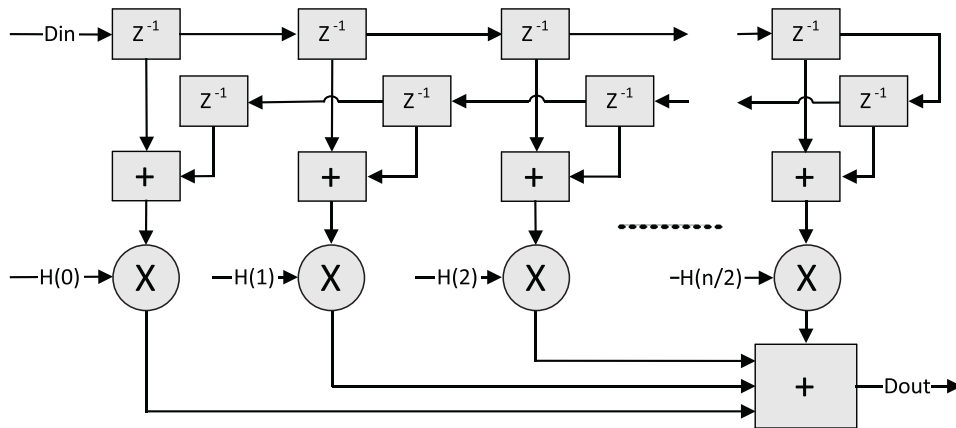 Din Z⁻¹ Z⁻¹ Z⁻¹ Z⁻¹
Z⁻¹ Z⁻¹ Z⁻¹ Z⁻¹
+ + + +
H(0) X H(1) X H(2) X H(n/2) X
+ Dout